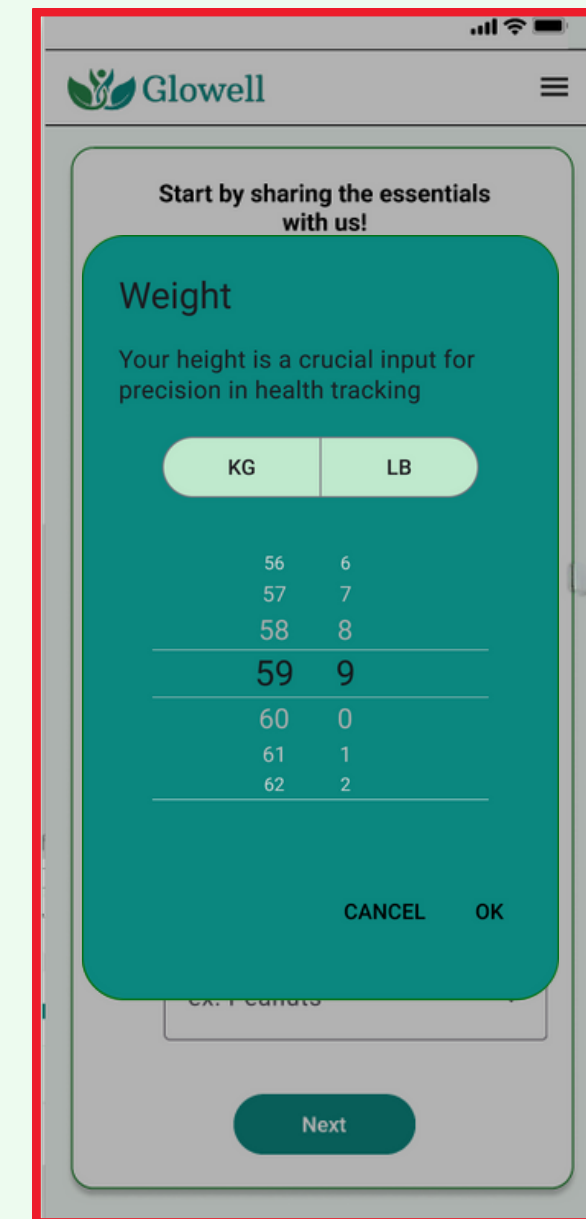 Glowell
Start by sharing the essentials
with us!
Weight
Your height is a crucial input for
precision in health tracking
KG LB
56 6
57 7
58 8
59 9
60 0
61 1
62 2
CANCEL OK
ex. Peanuts
Next